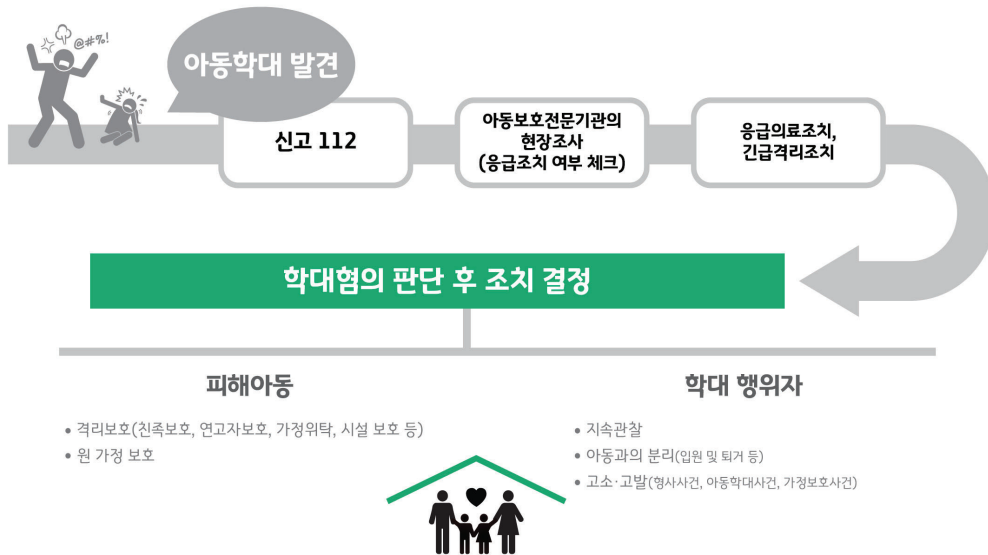 @#%!
아동학대 발견
신고 112
아동보호전문기관의
현장조사
(응급조치 여부 체크)
응급의료조치,
긴급격리조치
학대혐의 판단 후 조치 결정
피해아동
• 격리보호(친족보호, 연고자보호, 가정위탁, 시설 보호 등)
• 원 가정 보호
학대 행위자
• 지속관찰
• 아동과의 분리(입원 및 퇴거 등)
• 고소·고발(형사사건, 아동학대사건, 가정보호사건)